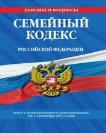 ЗАКОНЫ И КОДЕКСЫ
СЕМЕЙНЫЙ
КОДЕКС
РОССИЙСКОЙ ФЕДЕРАЦИИ